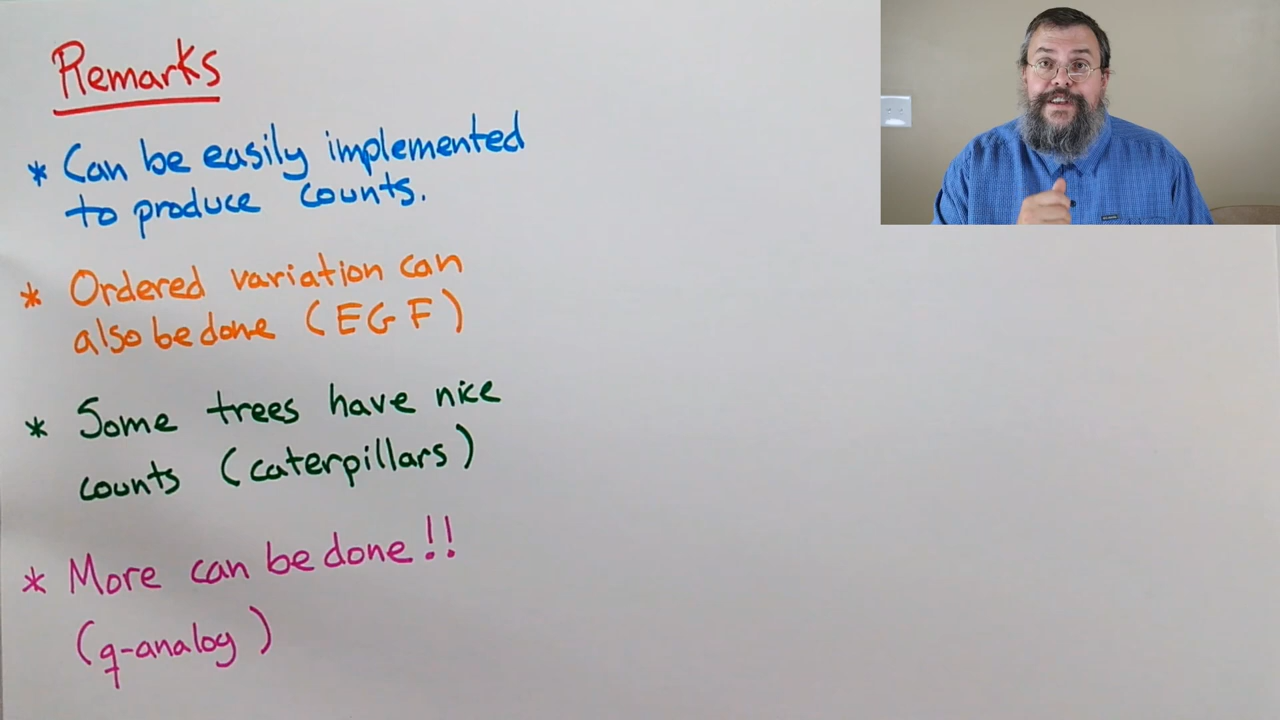 Remarks
* Can be easily implemented
to produce counts.
* Ordered variation can
also be done (EGF)
* Some trees have nice
counts (caterpillars)
* More can be done!!
(q-analog)